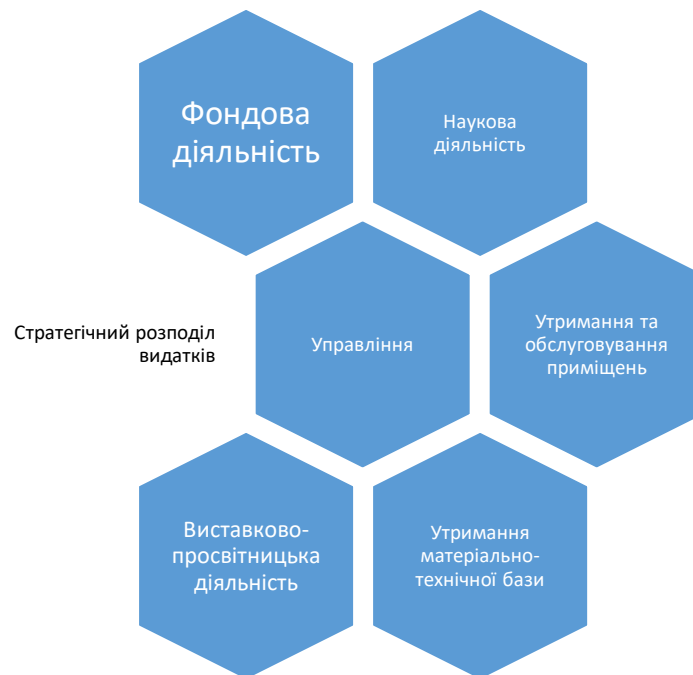 Фондова
діяльність
Наукова
діяльність
Стратегічний розподіл
видатків
Управління
Утримання та
обслуговування
приміщень
Виставково-
просвітницька
діяльність
Утримання
матеріально-
технічної бази